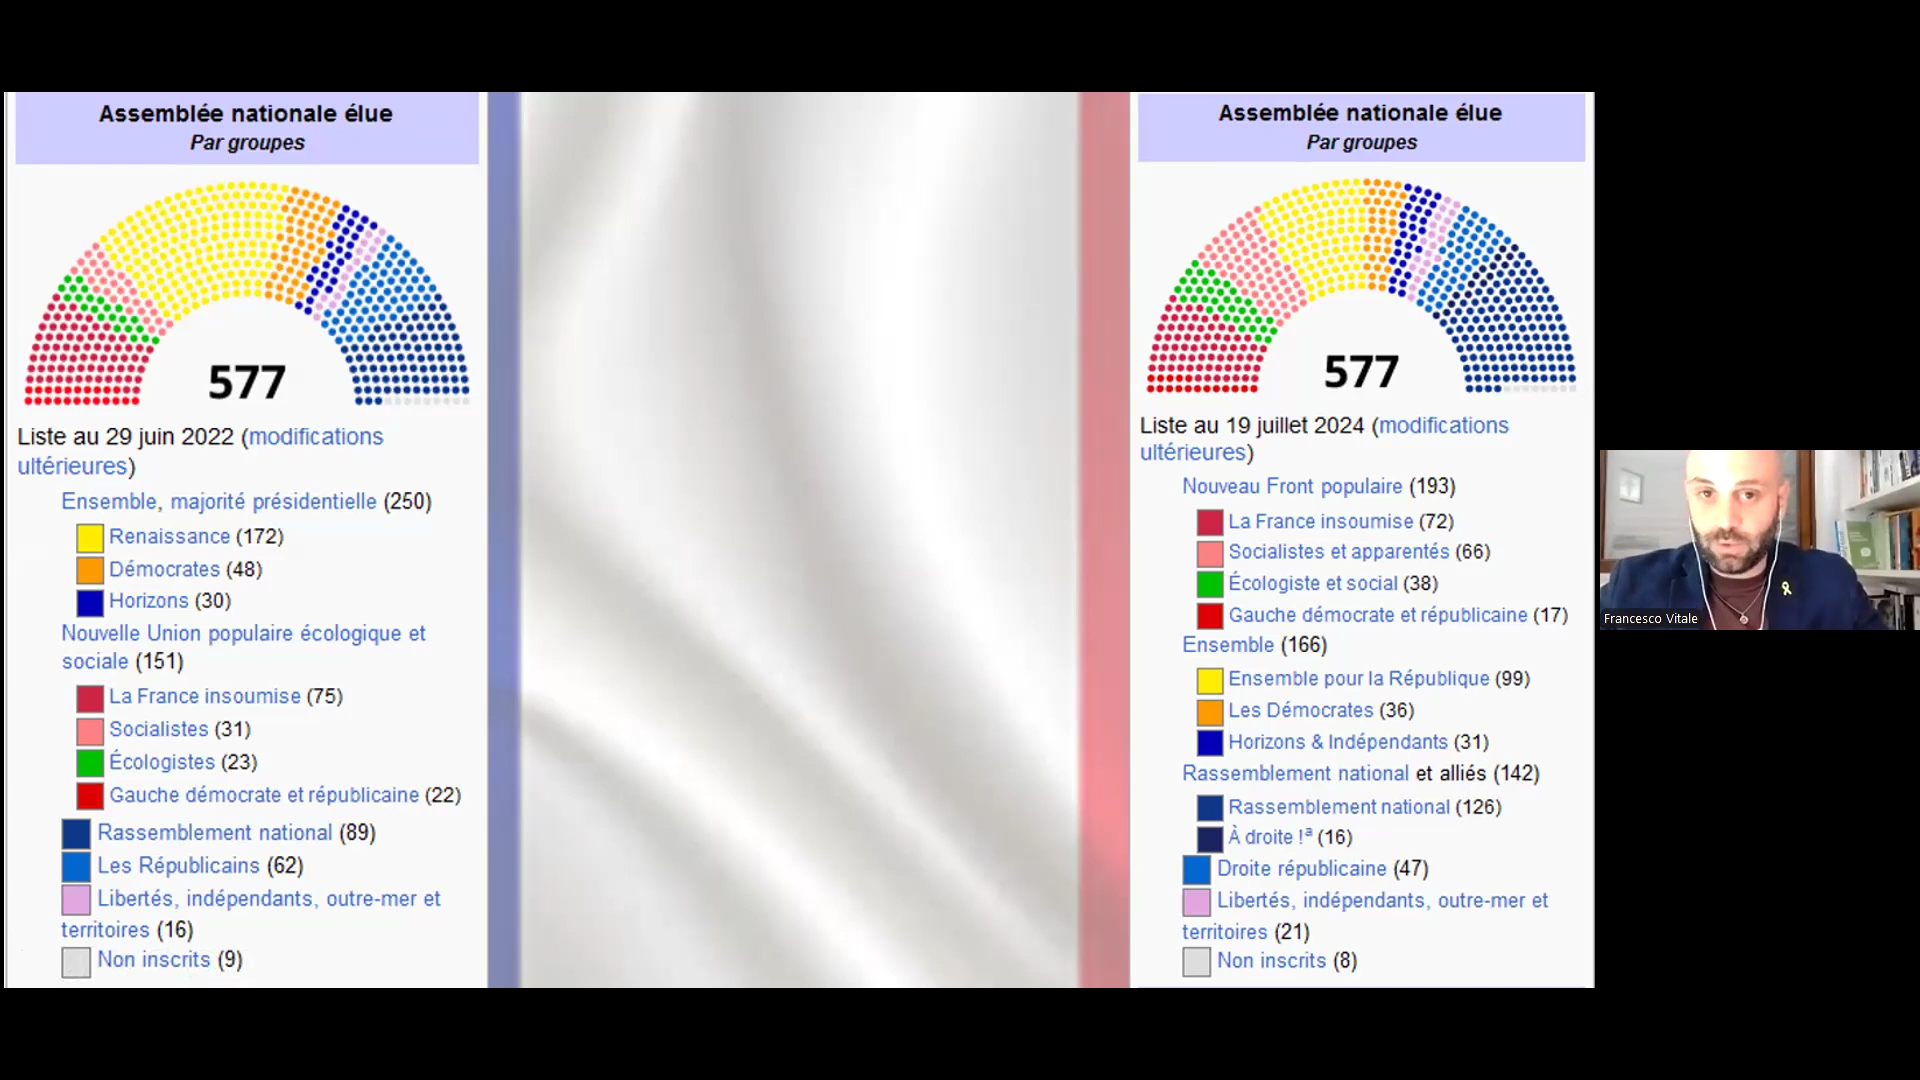 Assemblée nationale élue
Par groupes
577
Liste au 29 juin 2022 (modifications
ultérieures)
Ensemble, majorité présidentielle (250)
Renaissance (172)
Démocrates (48)
Horizons (30)
Nouvelle Union populaire écologique et
sociale (151)
La France insoumise (75)
Socialistes (31)
Écologistes (23)
Gauche démocrate et républicaine (22)
Rassemblement national (89)
Les Républicains (62)
Libertés, indépendants, outre-mer et
territoires (16)
Non inscrits (9)
Assemblée nationale élue
Par groupes
577
Liste au 19 juillet 2024 (modifications
ultérieures)
Nouveau Front populaire (193)
La France insoumise (72)
Socialistes et apparentés (66)
Écologiste et social (38)
Gauche démocrate et républicaine (17)
Ensemble (166)
Ensemble pour la République (99)
Les Démocrates (36)
Horizons & Indépendants (31)
Rassemblement national et alliés (142)
Rassemblement national (126)
À droite !ª (16)
Droite républicaine (47)
Libertés, indépendants, outre-mer et
territoires (21)
Non inscrits (8)
Francesco Vitale